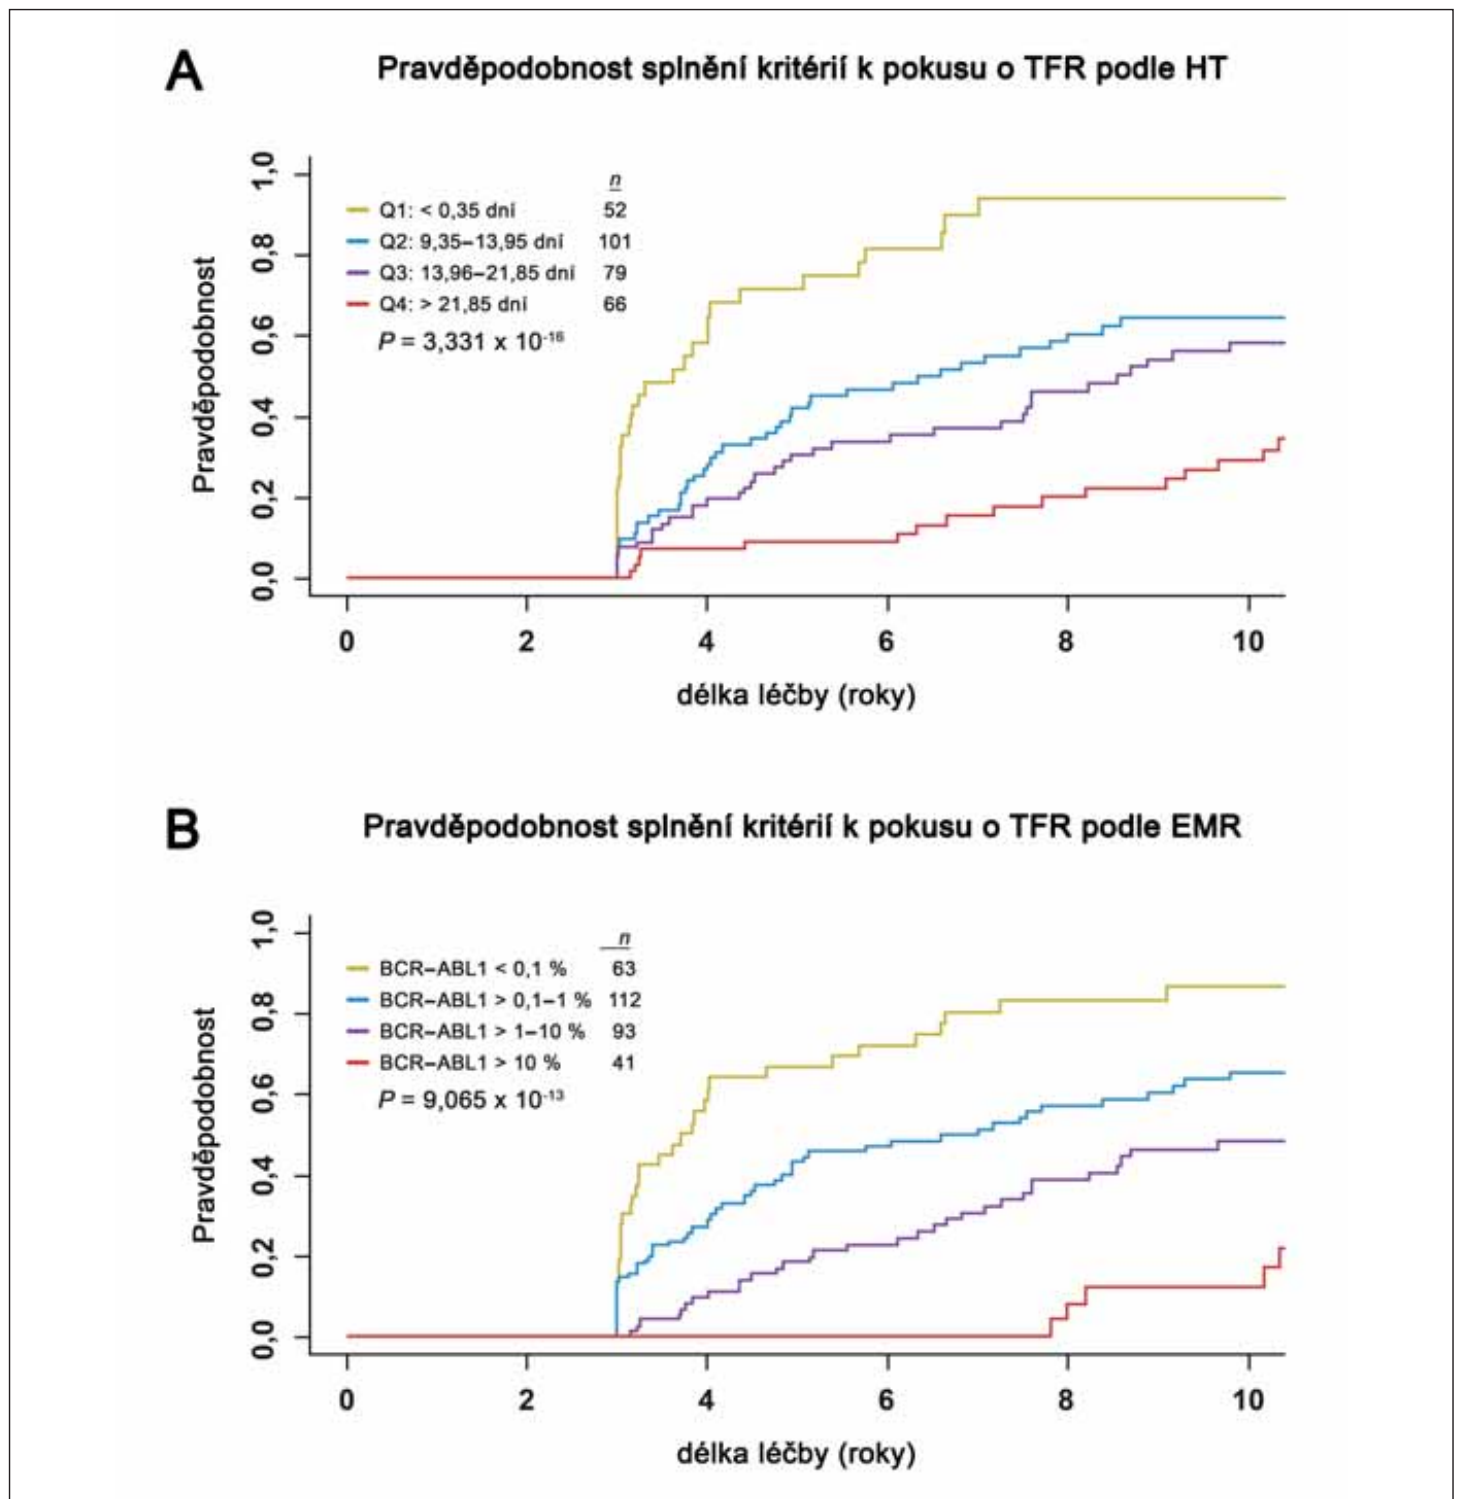 A
Pravděpodobnost splnění kritérií k pokusu o TFR podle HT
Pravděpodobnost
1,0
0,8
0,6
0,4
0,2
0,0
n
Q1: < 0,35 dní 52
Q2: 9,35–13,95 dní 101
Q3: 13,96–21,85 dní 79
Q4: > 21,85 dní 66
P = 3,331 x 10-16
0 2 4 6 8 10
délka léčby (roky)
B
Pravděpodobnost splnění kritérií k pokusu o TFR podle EMR
Pravděpodobnost
1,0
0,8
0,6
0,4
0,2
0,0
n
BCR–ABL1 < 0,1 % 63
BCR–ABL1 > 0,1–1 % 112
BCR–ABL1 > 1–10 % 93
BCR–ABL1 > 10 % 41
P = 9,065 x 10-13
0 2 4 6 8 10
délka léčby (roky)